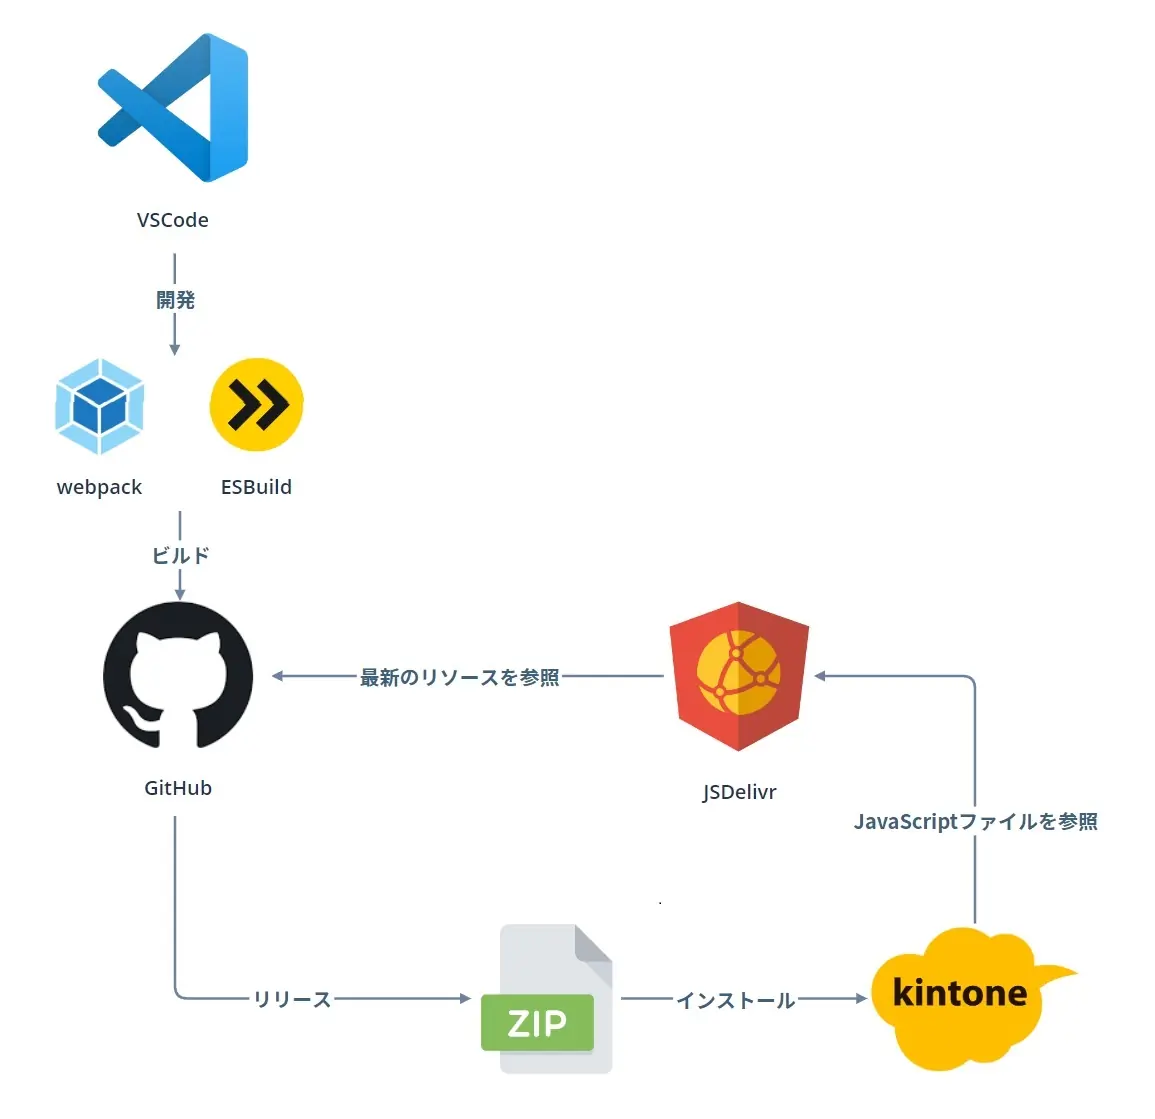 VSCode
開発
webpack
ESBuild
ビルド
最新のリソースを参照
GitHub
JSDelivr
JavaScriptファイルを参照
リリース
ZIP
インストール
kintone